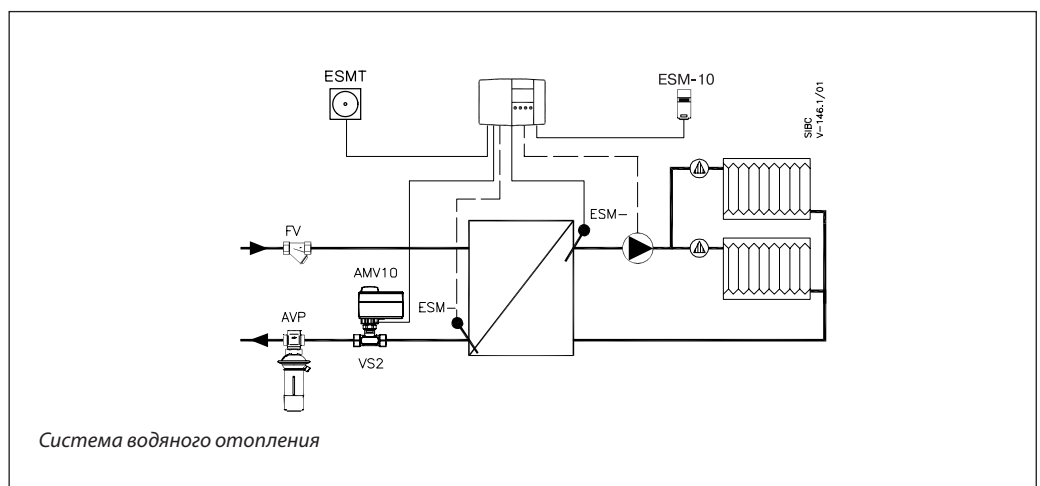 ESMT
ESM-10
SIBC
V-146.1/01
ESM-
FV
AMV10
ESM-
AVP
VS2
Система водяного отопления